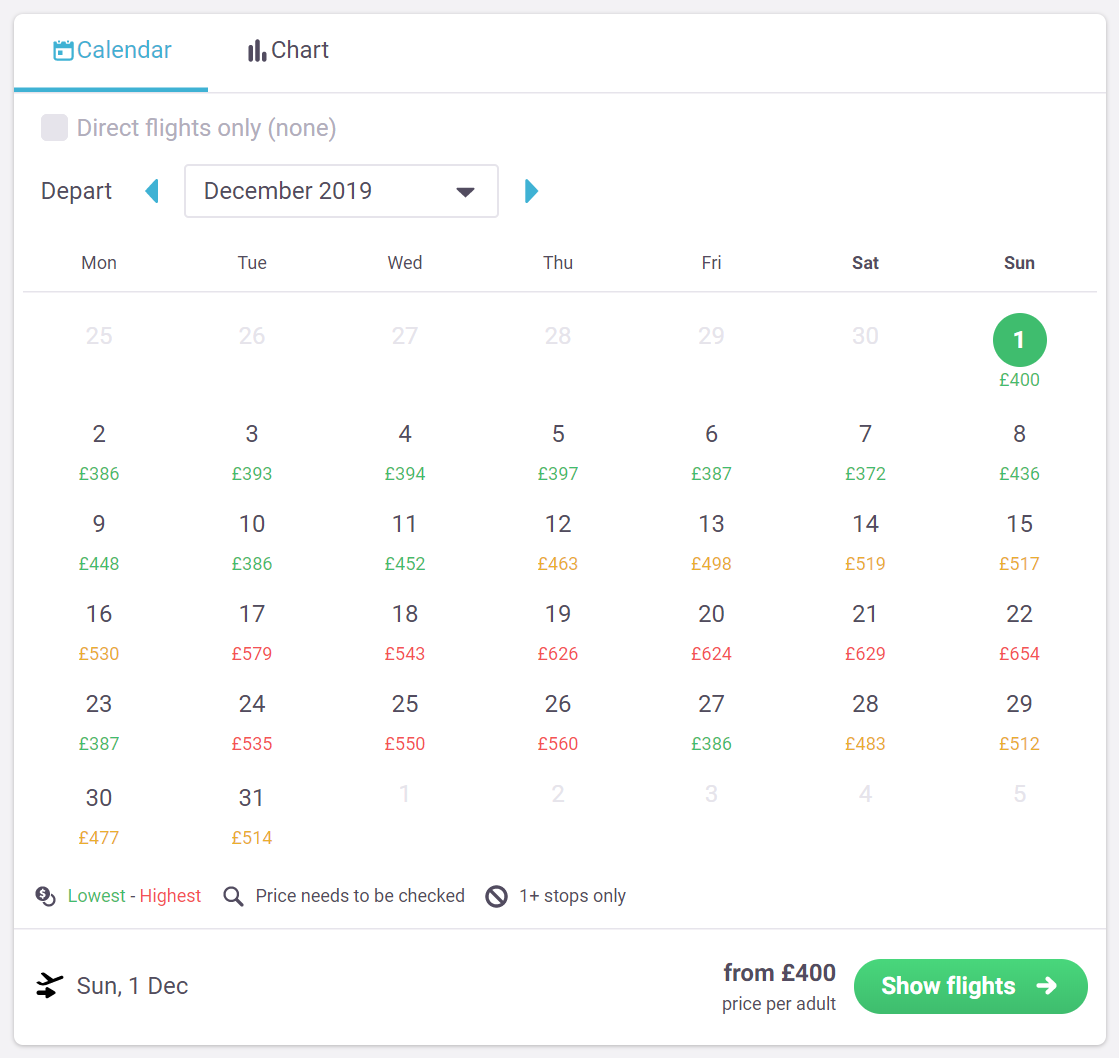 Calendar Chart
Direct flights only (none)
Depart December 2019
Mon Tue Wed Thu Fri Sat Sun
25 26 27 28 29 30 1
£400
2 3 4 5 6 7 8
£386 £393 £394 £397 £387 £372 £436
9 10 11 12 13 14 15
£448 £386 £452 £463 £498 £519 £517
16 17 18 19 20 21 22
£530 £579 £543 £626 £624 £629 £654
23 24 25 26 27 28 29
£387 £535 £550 £560 £386 £483 £512
30 31 1 2 3 4 5
£477 £514
Lowest - Highest Price needs to be checked 1+ stops only
Sun, 1 Dec from £400 Show flights
price per adult